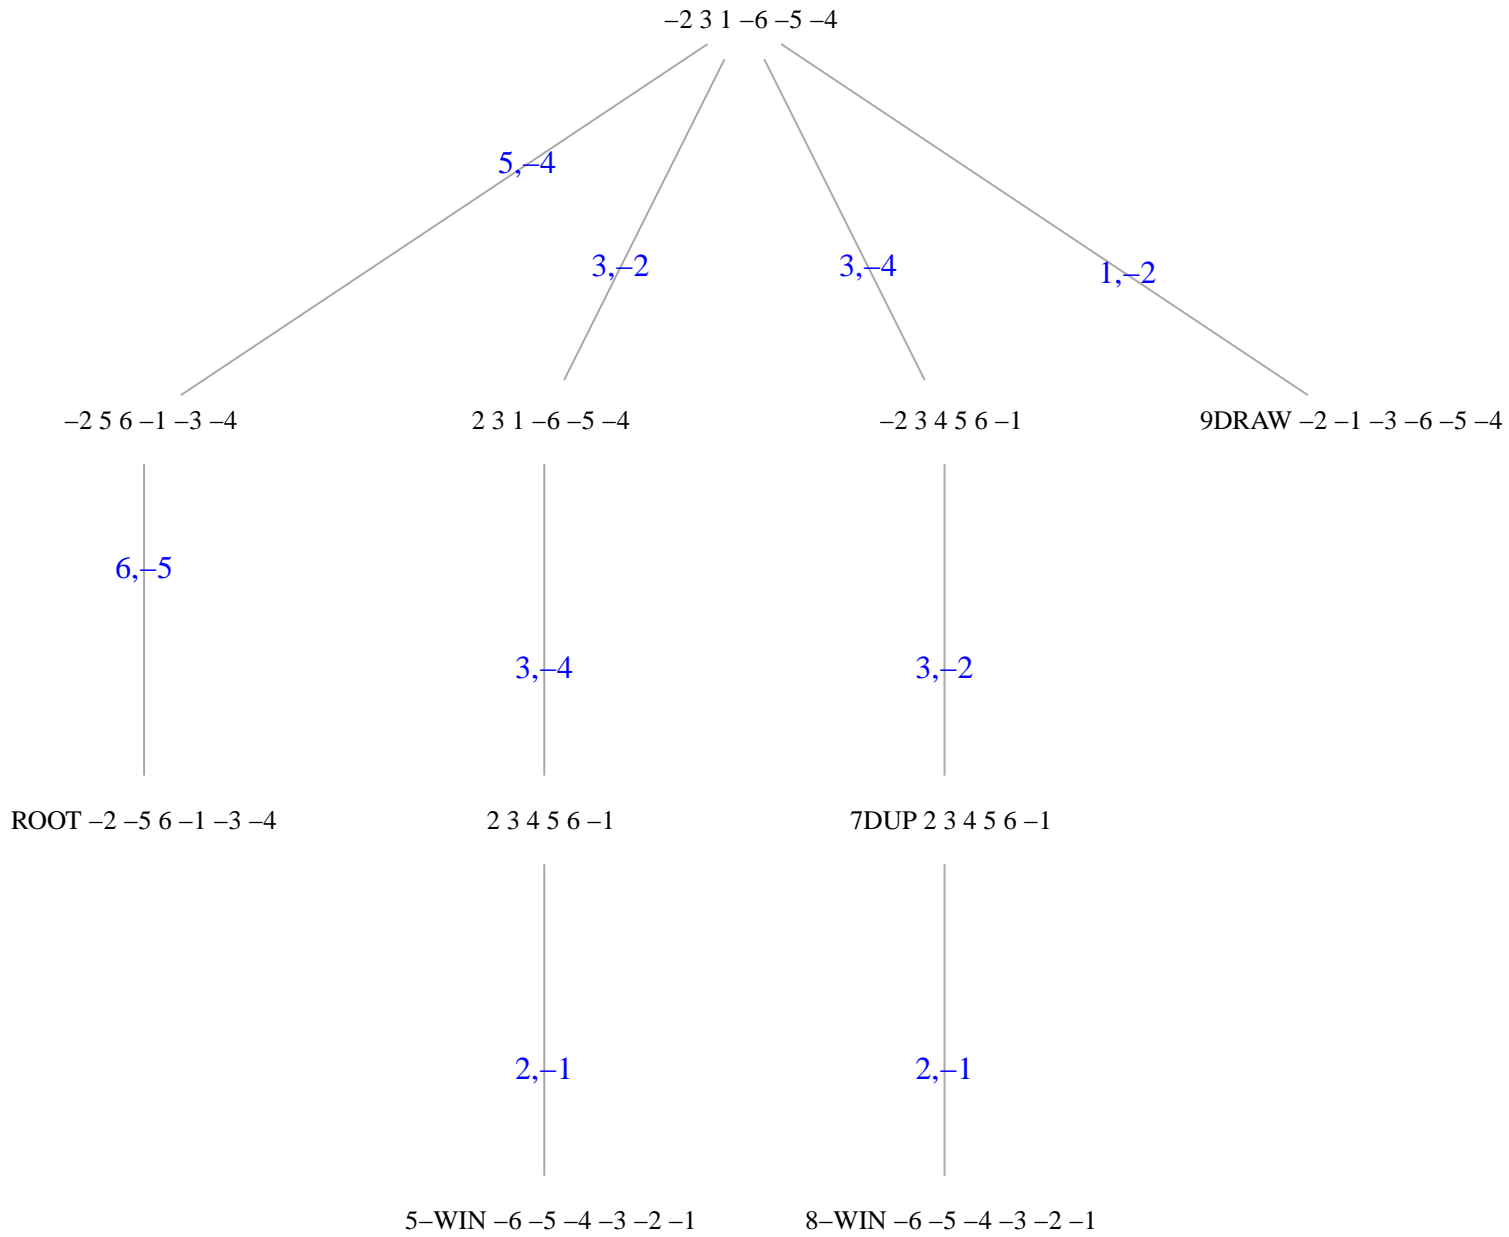 –2 3 1 –6 –5 –4
5,–4
3,–2
3,–4
1,–2
–2 5 6 –1 –3 –4
2 3 1 –6 –5 –4
–2 3 4 5 6 –1
9DRAW –2 –1 –3 –6 –5 –4
6,–5
3,–4
3,–2
ROOT –2 –5 6 –1 –3 –4
2 3 4 5 6 –1
7DUP 2 3 4 5 6 –1
2,–1
2,–1
5–WIN –6 –5 –4 –3 –2 –1
8–WIN –6 –5 –4 –3 –2 –1